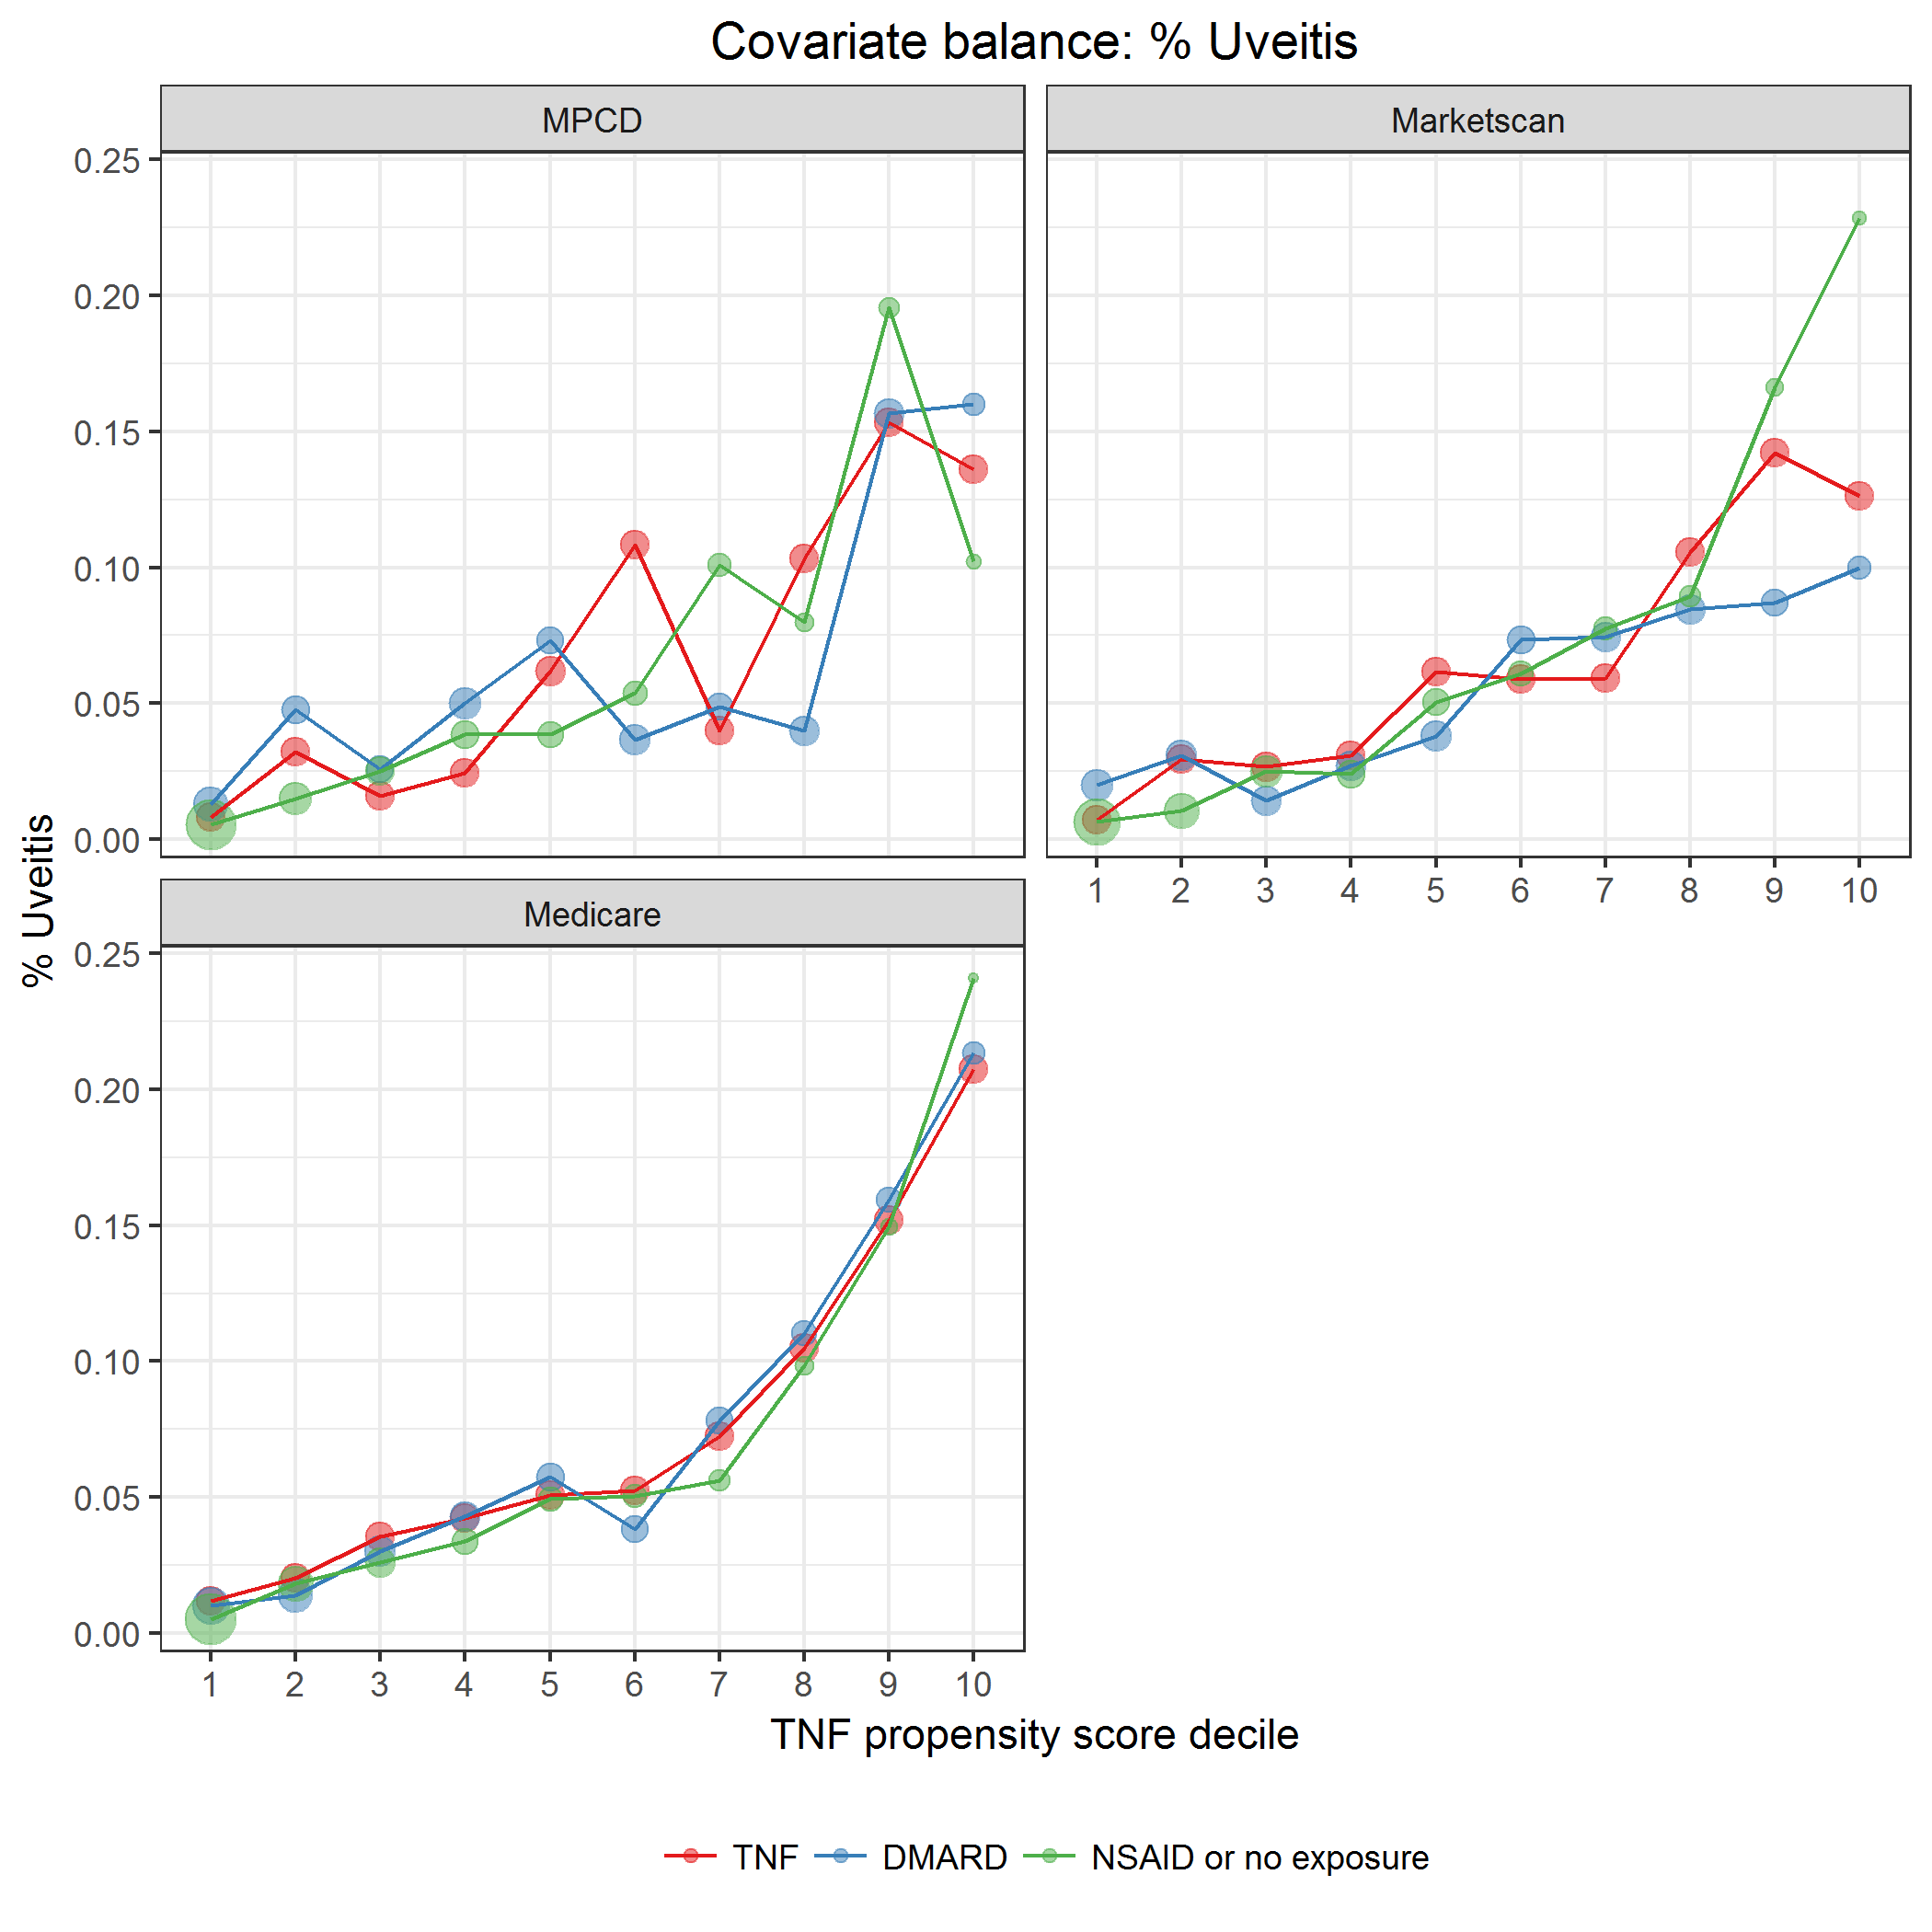 Covariate balance: % Uveitis
MPCD
Marketscan
0.25
0.20
0.15
0.10
0.05
0.00
1 2 3 4 5 6 7 8 9 10
Medicare
0.25
0.20
0.15
0.10
0.05
0.00
1 2 3 4 5 6 7 8 9 10
% Uveitis
TNF propensity score decile
TNF DMARD NSAID or no exposure